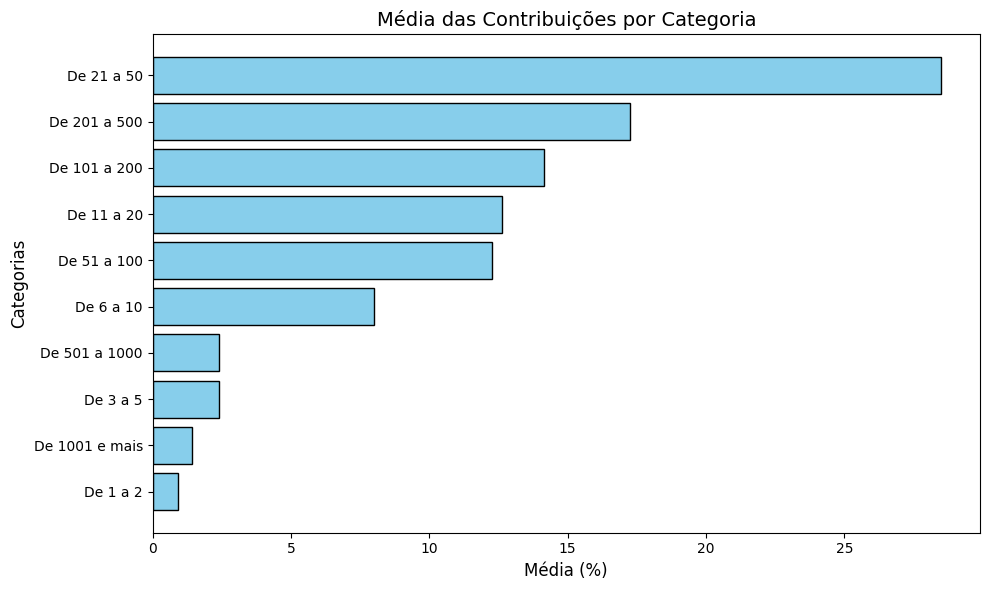 Média das Contribuições por Categoria
Categorias
De 21 a 50
De 201 a 500
De 101 a 200
De 11 a 20
De 51 a 100
De 6 a 10
De 501 a 1000
De 3 a 5
De 1001 e mais
De 1 a 2
0 5 10 15 20 25
Média (%)